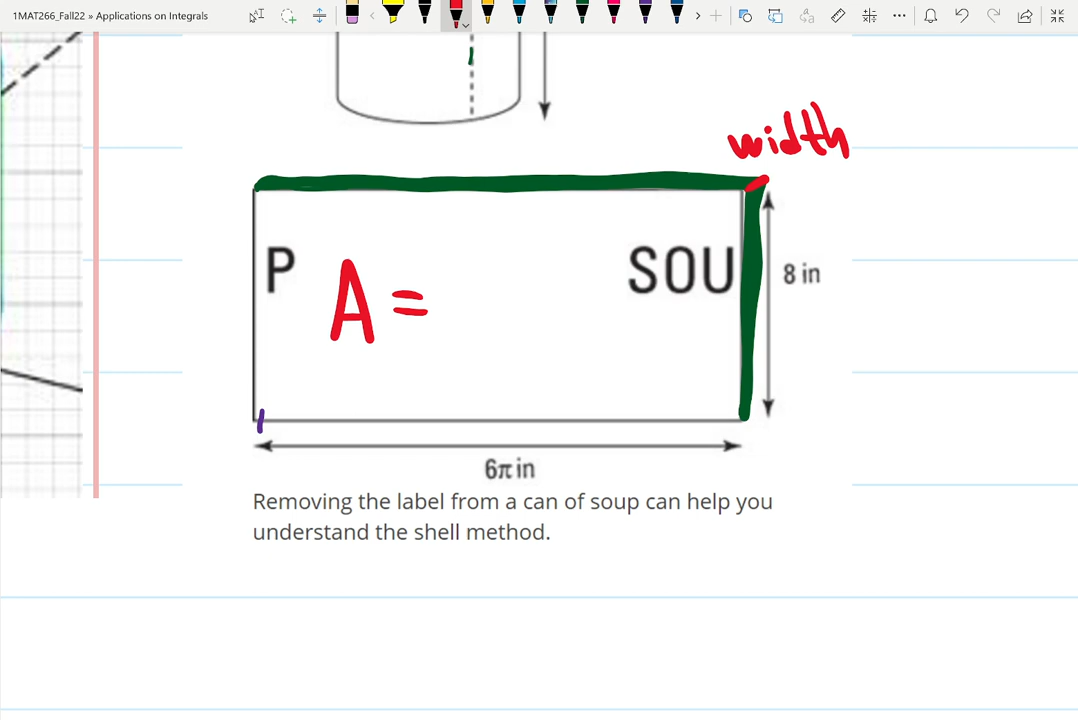 1MAT266_Fall22 » Applications on Integrals
width
P A = SOU
8 in
6π in
Removing the label from a can of soup can help you
understand the shell method.